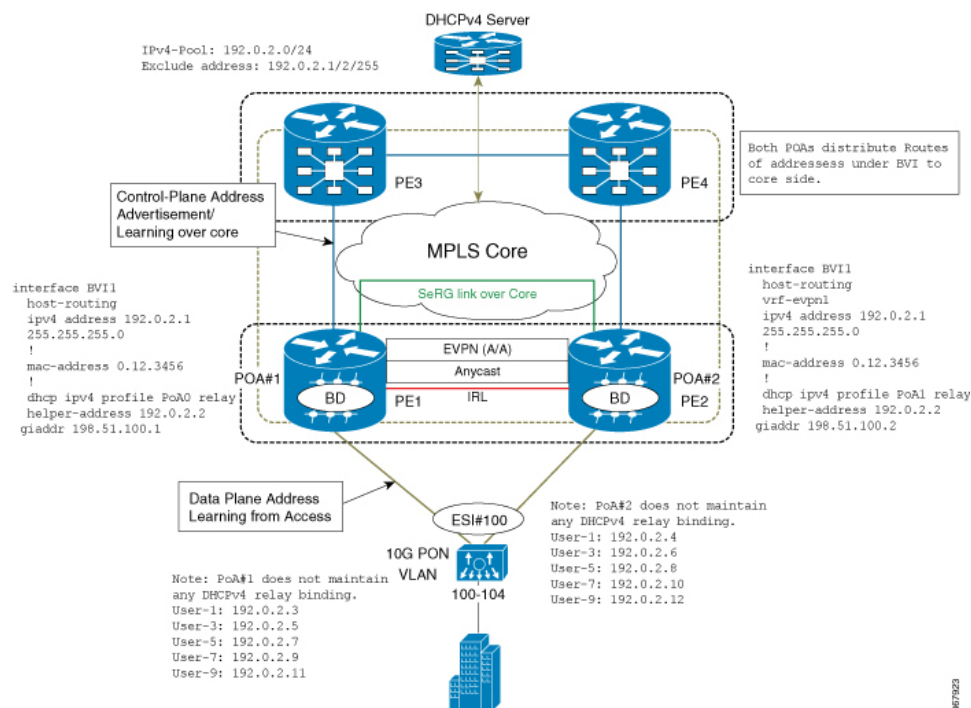 DHCPv4 Server
IPv4-Pool: 192.0.2.0/24
Exclude address: 192.0.2.1/2/255
PE3
PE4
Both POAs distribute Routes
of addressess under BVI to
core side.
Control-Plane Address
Advertisement/
Learning over core
MPLS Core
SeRG link over Core
interface BVI1
host-routing
ipv4 address 192.0.2.1
255.255.255.0
!
mac-address 0.12.3456
!
dhcp ipv4 profile PoA0 relay
helper-address 192.0.2.2
giaddr 198.51.100.1
interface BVI1
host-routing
vrf-evpn1
ipv4 address 192.0.2.1
255.255.255.0
!
mac-address 0.12.3456
!
dhcp ipv4 profile PoA1 relay
helper-address 192.0.2.2
giaddr 198.51.100.2
POA#1
BD
PE1
EVPN (A/A)
Anycast
IRL
POA#2
BD
PE2
Data Plane Address
Learning from Access
ESI#100
10G PON
VLAN
100-104
Note: PoA#1 does not maintain
any DHCPv4 relay binding.
User-1: 192.0.2.3
User-3: 192.0.2.5
User-5: 192.0.2.7
User-7: 192.0.2.9
User-9: 192.0.2.11
Note: PoA#2 does not maintain
any DHCPv4 relay binding.
User-1: 192.0.2.4
User-3: 192.0.2.6
User-5: 192.0.2.8
User-7: 192.0.2.10
User-9: 192.0.2.12